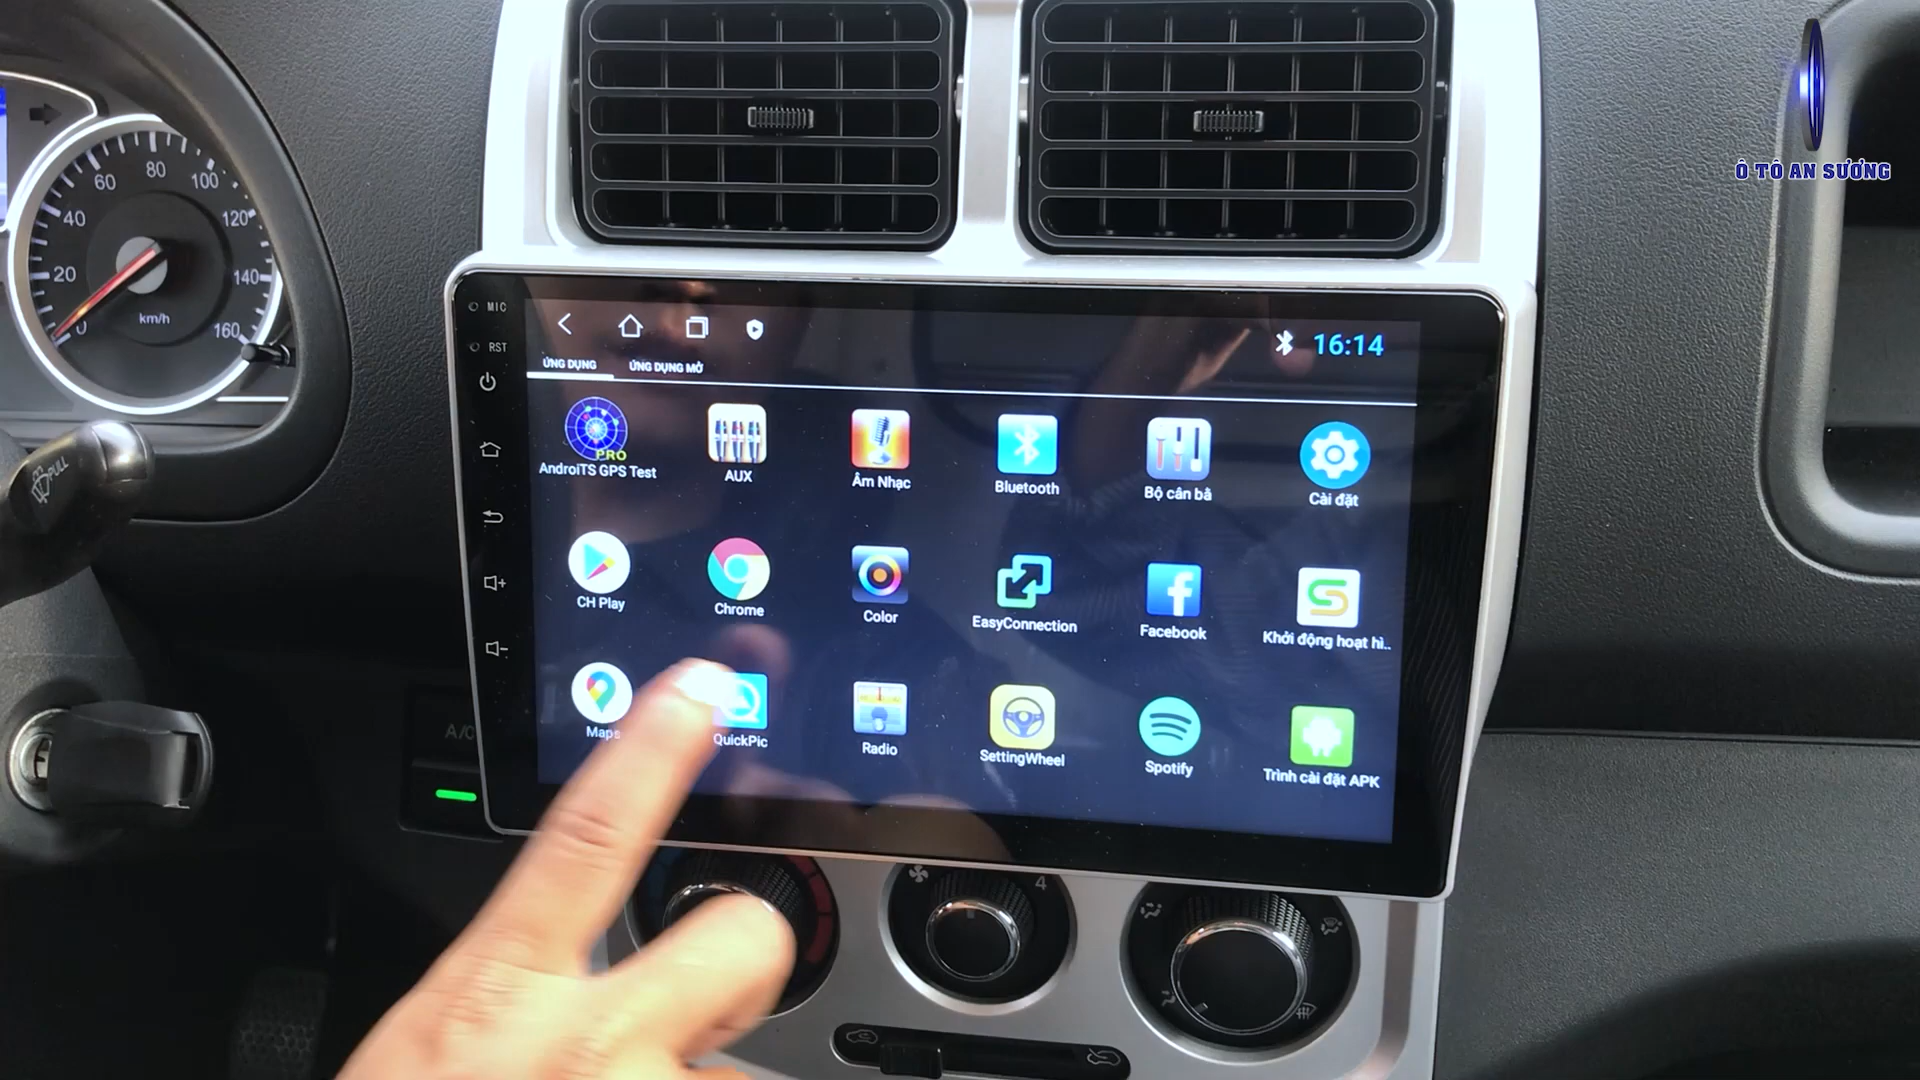 Ô TÔ AN SƯƠNG
80
60
100
40
120
20
140
0
km/h
160
PULL
MIC
RST
16:14
ỨNG DỤNG
ỨNG DỤNG MỞ
PRO
AndroiTS GPS Test
AUX
Âm Nhạc
Bluetooth
Bộ cân bằ
Cài đặt
CH Play
Chrome
Color
EasyConnection
Facebook
Khởi động hoạt hì..
Maps
QuickPic
Radio
SettingWheel
Spotify
Trình cài đặt APK
A/C
4